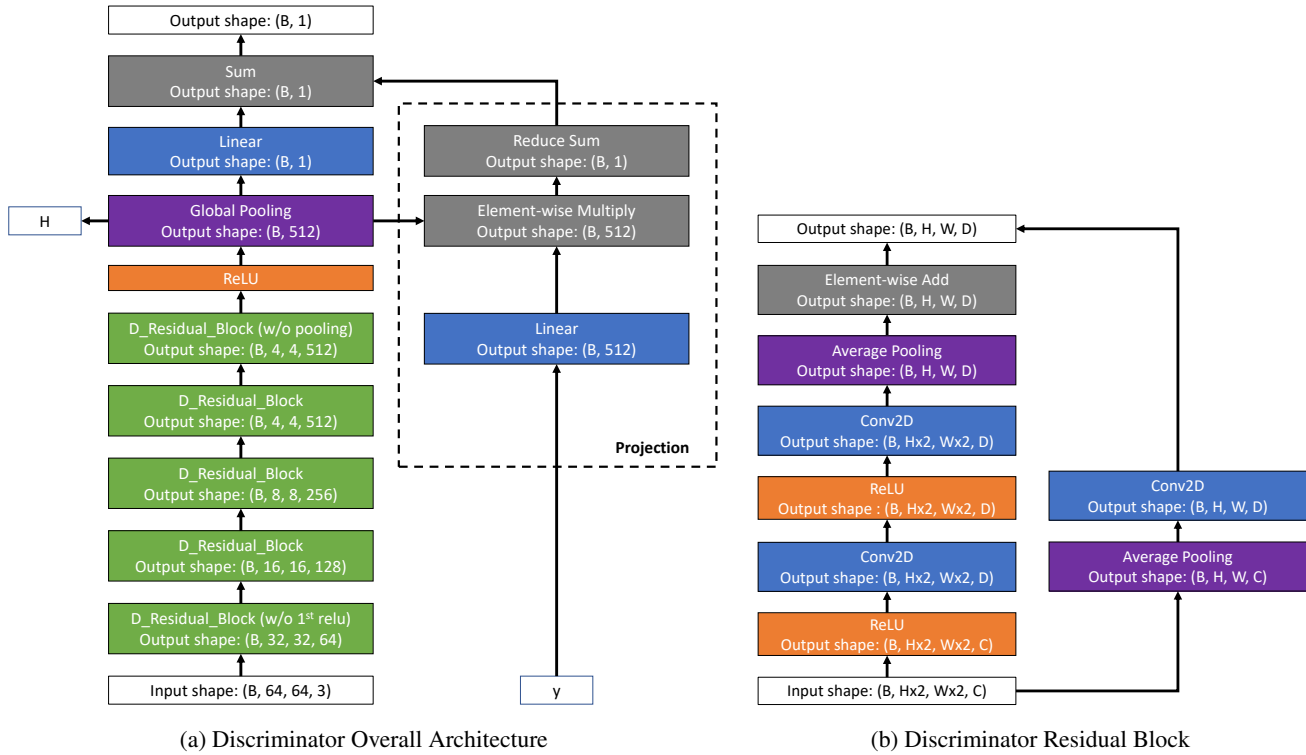 Output shape: (B, 1)
Sum
Output shape: (B, 1)
Linear
Output shape: (B, 1)
H
Global Pooling
Output shape: (B, 512)
ReLU
D_Residual_Block (w/o pooling)
Output shape: (B, 4, 4, 512)
D_Residual_Block
Output shape: (B, 4, 4, 512)
D_Residual_Block
Output shape: (B, 8, 8, 256)
D_Residual_Block
Output shape: (B, 16, 16, 128)
D_Residual_Block (w/o 1st relu)
Output shape: (B, 32, 32, 64)
Input shape: (B, 64, 64, 3)
Reduce Sum
Output shape: (B, 1)
Element-wise Multiply
Output shape: (B, 512)
Linear
Output shape: (B, 512)
Projection
y
(a) Discriminator Overall Architecture
Output shape: (B, H, W, D)
Element-wise Add
Output shape: (B, H, W, D)
Average Pooling
Output shape: (B, H, W, D)
Conv2D
Output shape: (B, Hx2, Wx2, D)
ReLU
Output shape : (B, Hx2, Wx2, D)
Conv2D
Output shape: (B, Hx2, Wx2, D)
ReLU
Output shape: (B, Hx2, Wx2, C)
Input shape: (B, Hx2, Wx2, C)
Conv2D
Output shape: (B, H, W, D)
Average Pooling
Output shape: (B, H, W, C)
(b) Discriminator Residual Block